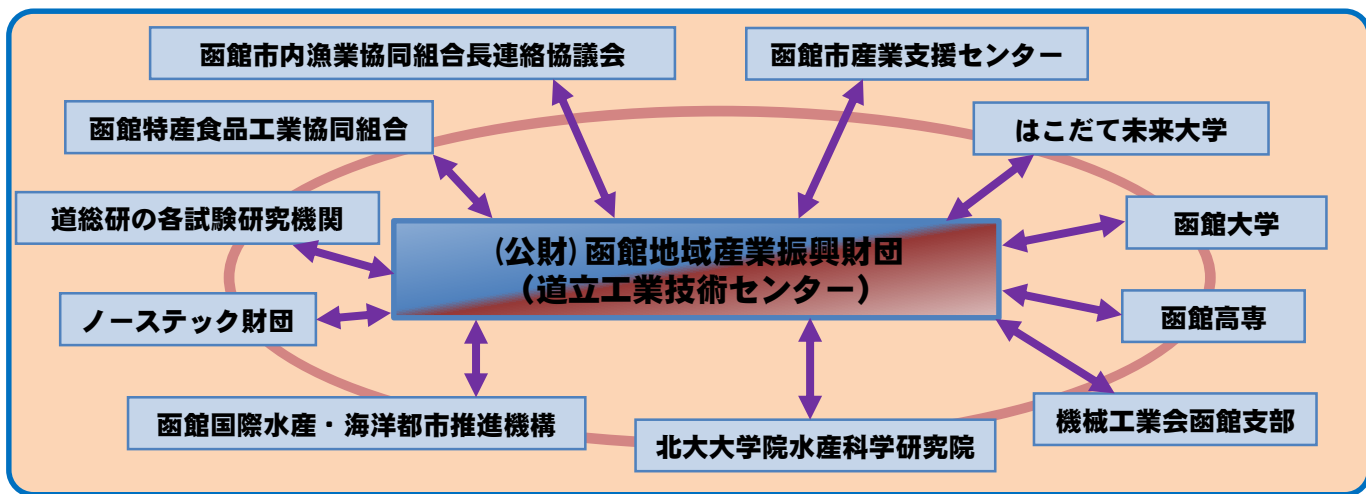 函館市内漁業協同組合長連絡協議会
函館市産業支援センター
函館特産食品工業協同組合
はこだて未来大学
道総研の各試験研究機関
函館大学
(公財)函館地域産業振興財団
（道立工業技術センター）
ノーステック財団
函館高専
函館国際水産・海洋都市推進機構
機械工業会函館支部
北大大学院水産科学研究院